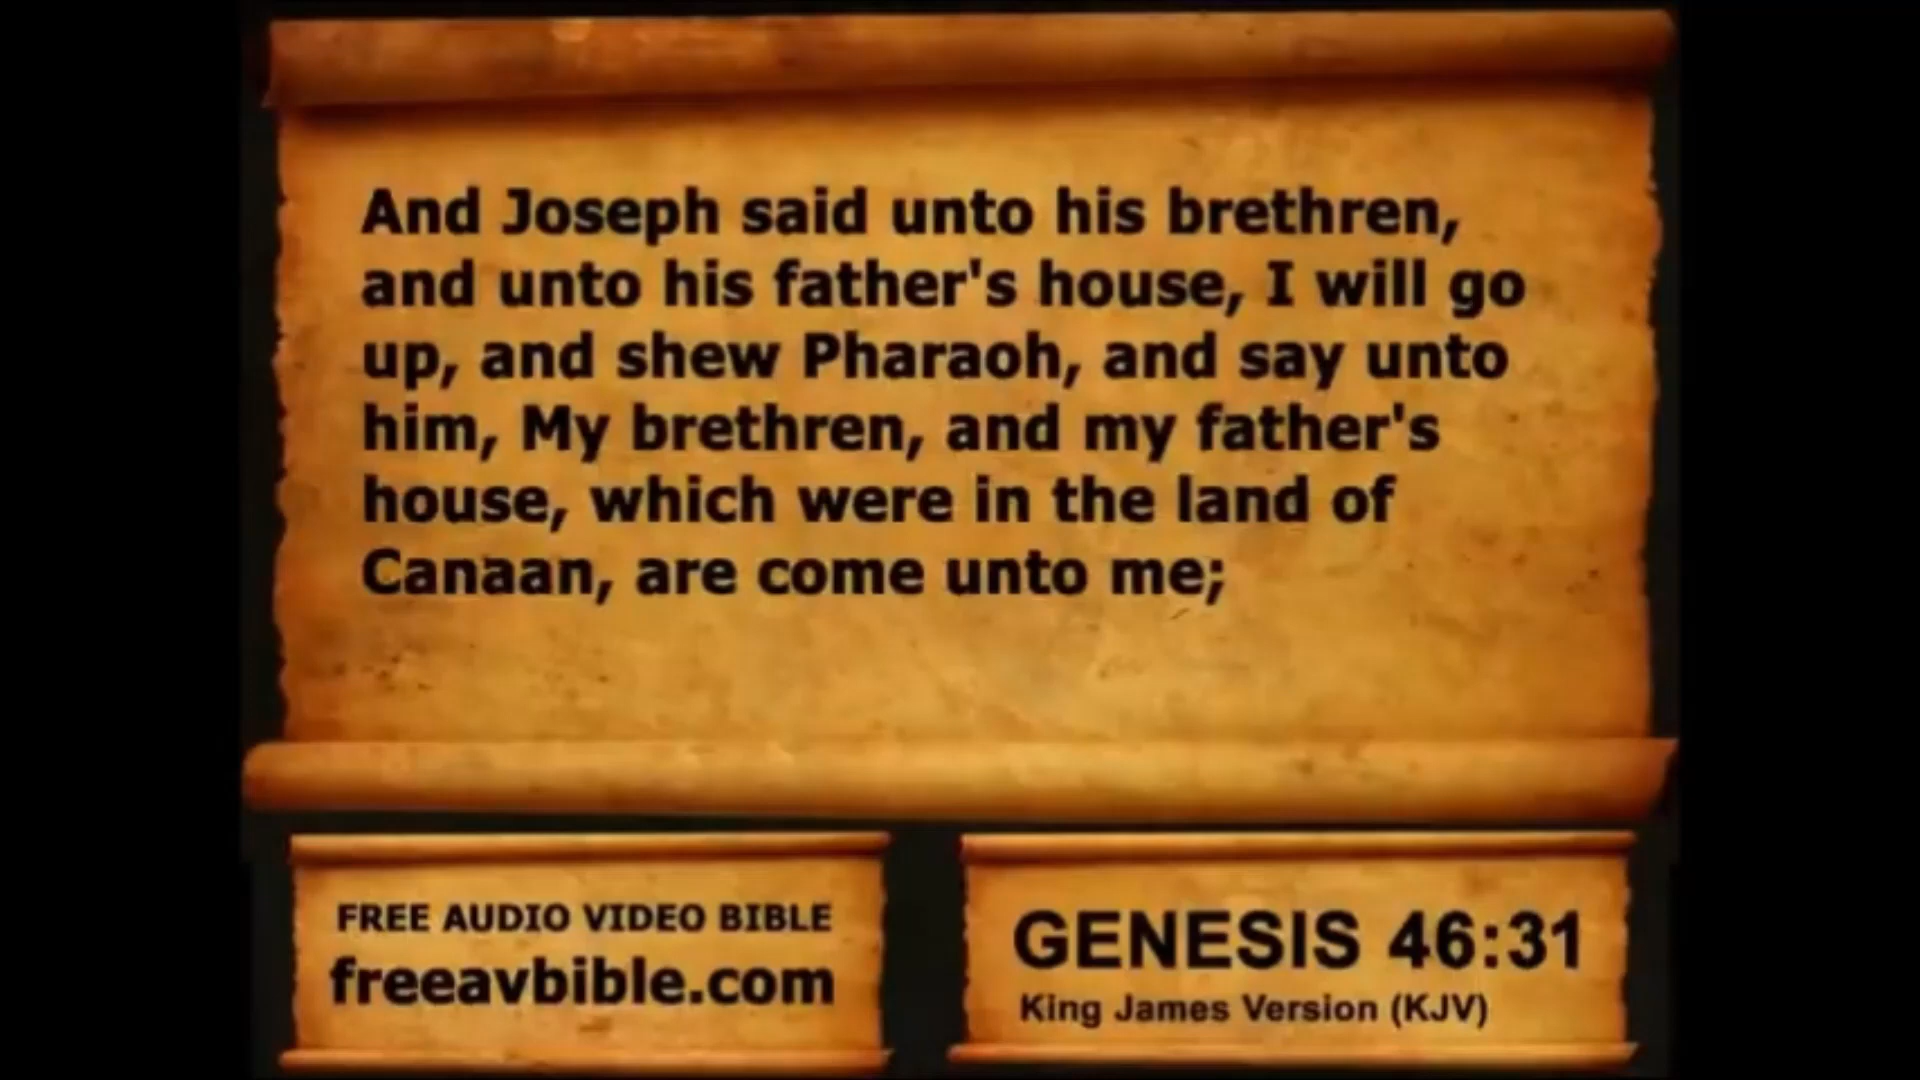 And Joseph said unto his brethren,
and unto his father's house, I will go
up, and shew Pharaoh, and say unto
him, My brethren, and my father's
house, which were in the land of
Canaan, are come unto me;
FREE AUDIO VIDEO BIBLE
freeavbible.com
GENESIS 46:31
King James Version (KJV)